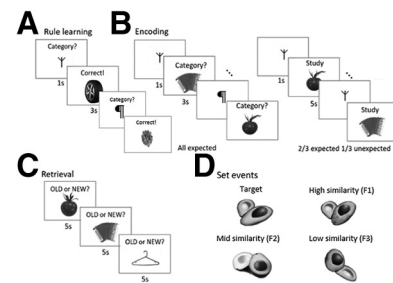 A Rule learning
Category?
1s
Correct!
3s
Category?
Correct!
B Encoding
Category?
1s
Category?
3s
Category?
All expected
1s
Study
5s
Study
2/3 expected 1/3 unexpected
C Retrieval
OLD or NEW?
5s
OLD or NEW?
5s
OLD or NEW?
5s
D Set events
Target
High similarity (F1)
Mid similarity (F2)
Low similarity (F3)